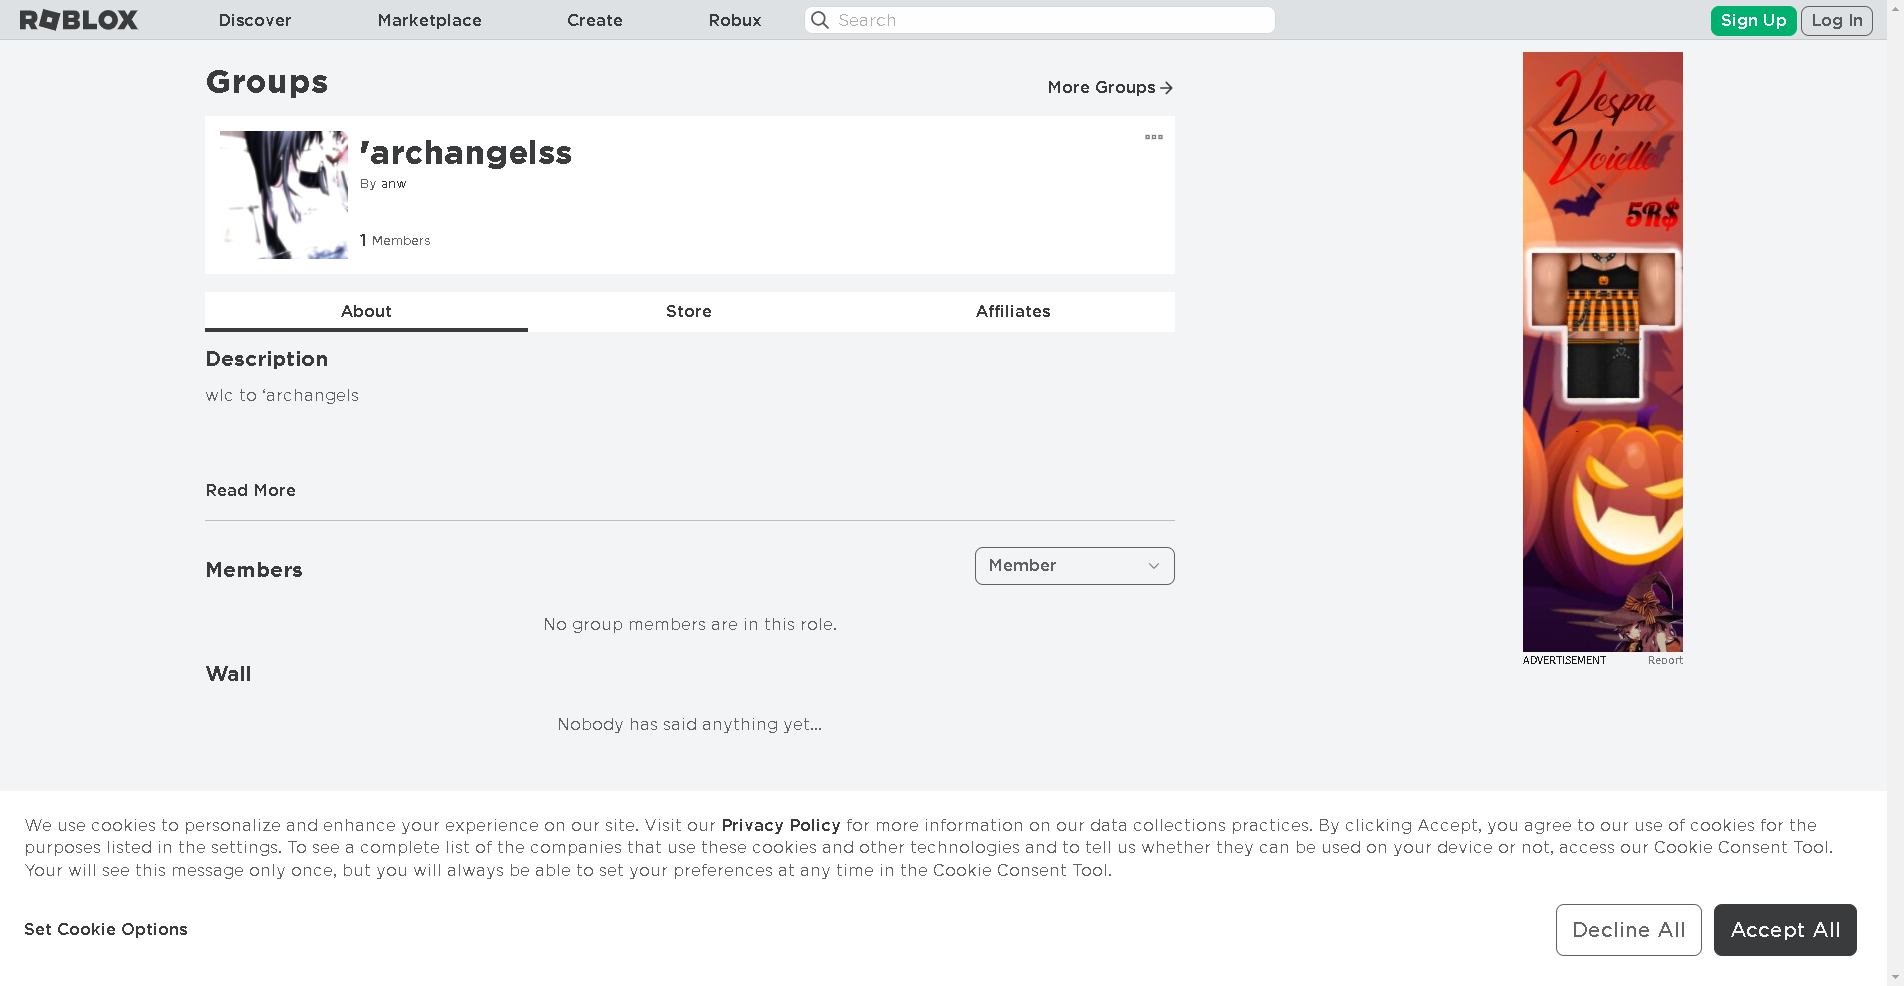 ROBLOX
Discover
Marketplace
Create
Robux
Search
Sign Up
Log In
Groups
More Groups
'archangelss
By anw
1 Members
About
Store
Affiliates
Description
wlc to ‘archangels
Read More
Members
Member
No group members are in this role.
Wall
Nobody has said anything yet...
Vespa
Voiello
5R$
ADVERTISEMENT
Report
We use cookies to personalize and enhance your experience on our site. Visit our Privacy Policy for more information on our data collections practices. By clicking Accept, you agree to our use of cookies for the
purposes listed in the settings. To see a complete list of the companies that use these cookies and other technologies and to tell us whether they can be used on your device or not, access our Cookie Consent Tool.
Your will see this message only once, but you will always be able to set your preferences at any time in the Cookie Consent Tool.
Set Cookie Options
Decline All
Accept All